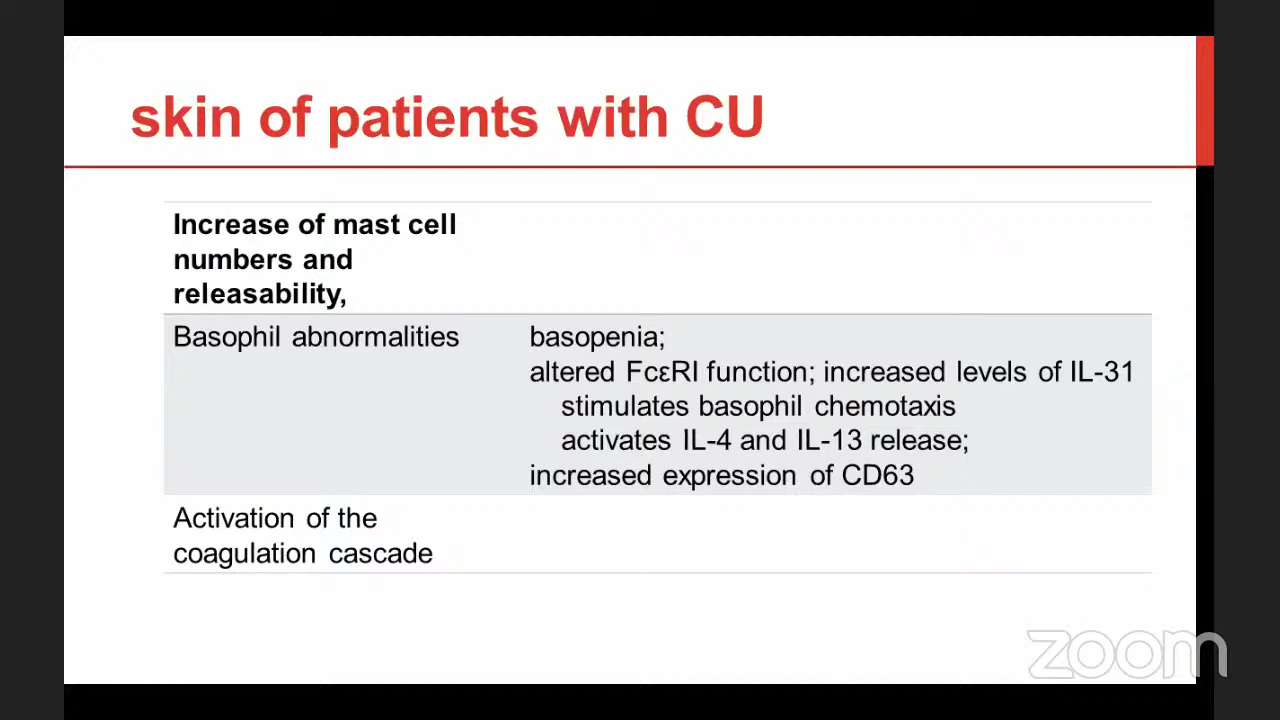 skin of patients with CU
Increase of mast cell
numbers and
releasability,
Basophil abnormalities
basopenia;
altered FcεRI function; increased levels of IL-31
stimulates basophil chemotaxis
activates IL-4 and IL-13 release;
increased expression of CD63
Activation of the
coagulation cascade
zoom